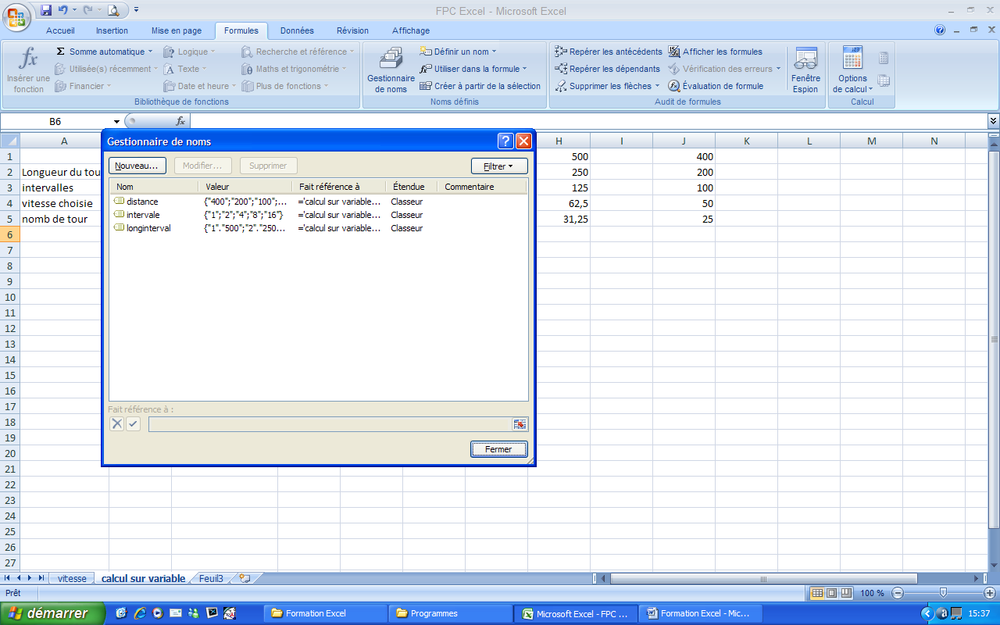 FPC Excel - Microsoft Excel
Accueil Insertion Mise en page Formules Données Révision Affichage
fx Σ Somme automatique Logique Recherche et référence Définir un nom Repérer les antécédents Afficher les formules
Insérer une fonction Utilisée(s) récemment Texte Maths et trigonométrie Gestionnaire de noms Utiliser dans la formule Repérer les dépendants Vérification des erreurs Fenêtre Espion Options de calcul
Financier Date et heure Plus de fonctions Créer à partir de la sélection Supprimer les flèches Évaluation de formule
Bibliothèque de fonctions Noms définis Audit de formules Calcul
B6 fx
A H I J K L M N
1 500 400
2 Longueur du tou 250 200
3 intervalles 125 100
4 vitesse choisie 62,5 50
5 nomb de tour 31,25 25
6
7
8
9
10
11
12
13
14
15
16
17
18
19
20
21
22
23
24
25
26
27
Gestionnaire de noms ?
Nouveau... Modifier... Supprimer Filtrer
Nom Valeur Fait référence à Étendue Commentaire
distance {"400";"200";"100";... ='calcul sur variable... Classeur
intervale {"1";"2";"4";"8";"16"} ='calcul sur variable... Classeur
longinterval {"1"."500";"2"."250... ='calcul sur variable... Classeur
Fait référence à :
Fermer
vitesse calcul sur variable Feuil3
Prêt 100 %
démarrer Formation Excel Programmes Microsoft Excel - FPC ... Formation Excel - Mic... 15:37